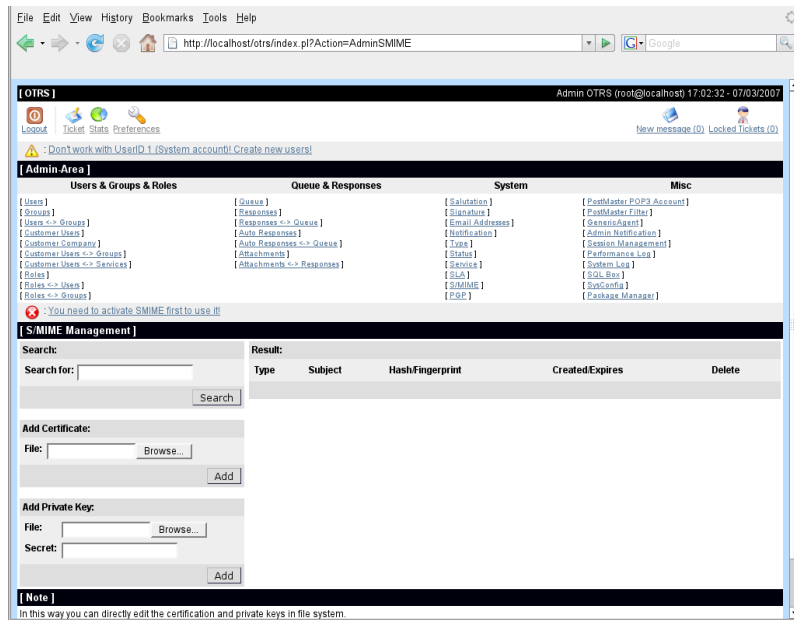 File Edit View History Bookmarks Tools Help
http://localhost/otrs/index.pl?Action=AdminSMIME
G Google
[ OTRS ] Admin OTRS (root@localhost) 17:02:32 - 07/03/2007
Logout Ticket Stats Preferences New message (0) Locked Tickets (0)
: Don't work with UserID 1 (System account)! Create new users!
[ Admin-Area ]
Users & Groups & Roles Queue & Responses System Misc
[ Users ] [ Queue ] [ Salutation ] [ PostMaster POP3 Account ]
[ Groups ] [ Responses ] [ Signature ] [ PostMaster Filter ]
[ Users <-> Groups ] [ Responses <-> Queue ] [ Email Addresses ] [ GenericAgent ]
[ Customer Users ] [ Auto Responses ] [ Notification ] [ Admin Notification ]
[ Customer Company ] [ Auto Responses <-> Queue ] [ Type ] [ Session Management ]
[ Customer Users <-> Groups ] [ Attachments ] [ Status ] [ Performance Log ]
[ Customer Users <-> Services ] [ Attachments <-> Responses ] [ Service ] [ System Log ]
[ Roles ] [ SLA ] [ SQL Box ]
[ Roles <-> Users ] [ S/MIME ] [ SysConfig ]
[ Roles <-> Groups ] [ PGP ] [ Package Manager ]
: You need to activate SMIME first to use it!
[ S/MIME Management ]
Search: Result:
Search for: Type Subject Hash/Fingerprint Created/Expires Delete
Search
Add Certificate:
File: Browse...
Add
Add Private Key:
File: Browse...
Secret:
Add
[ Note ]
In this way you can directly edit the certification and private keys in file system.